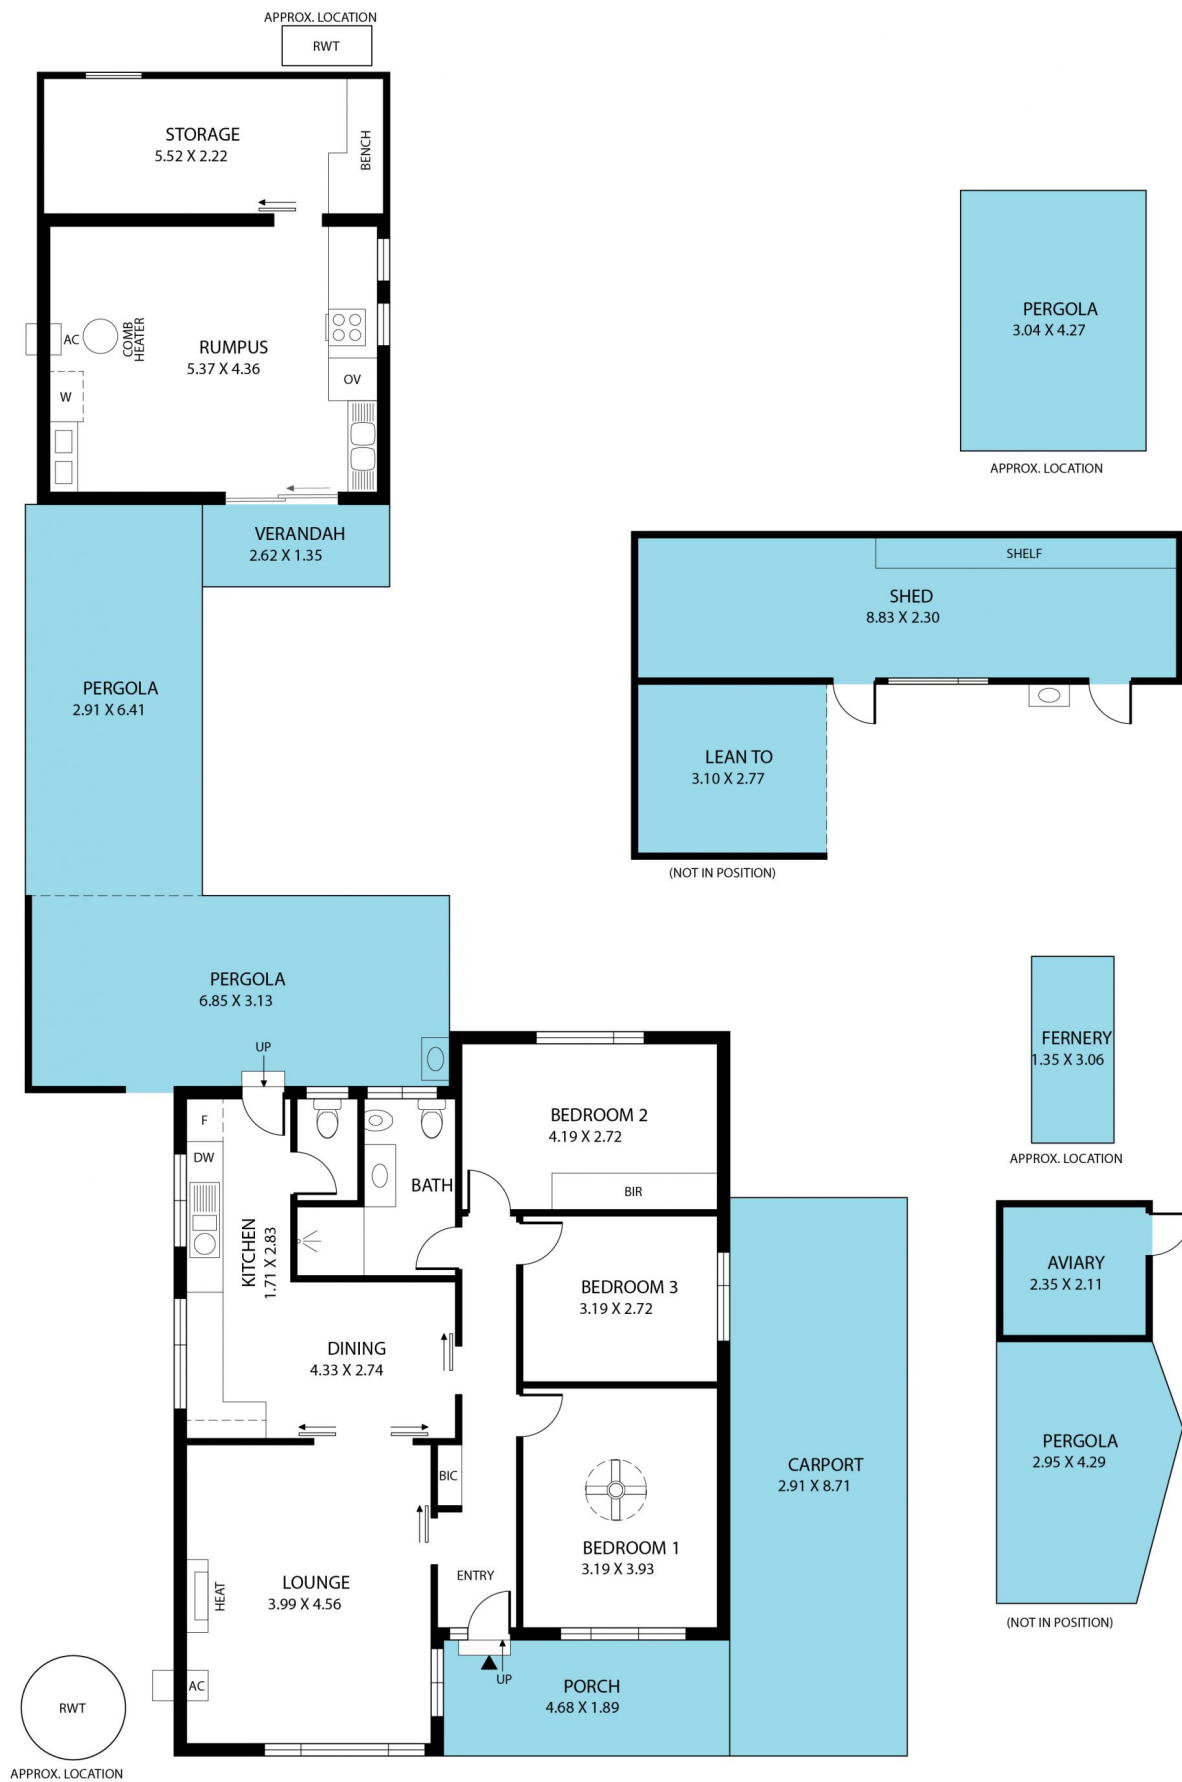 APPROX. LOCATION
RWT
STORAGE
5.52 X 2.22
BENCH
RUMPUS
5.37 X 4.36
AC
COMB
HEATER
W
OV
PERGOLA
3.04 X 4.27
APPROX. LOCATION
VERANDAH
2.62 X 1.35
SHELF
SHED
8.83 X 2.30
PERGOLA
2.91 X 6.41
LEAN TO
3.10 X 2.77
(NOT IN POSITION)
PERGOLA
6.85 X 3.13
UP
FERNERY
1.35 X 3.06
APPROX. LOCATION
F
DW
KITCHEN
1.71 X 2.83
BATH
BEDROOM 2
4.19 X 2.72
BIR
AVIARY
2.35 X 2.11
BEDROOM 3
3.19 X 2.72
DINING
4.33 X 2.74
PERGOLA
2.95 X 4.29
(NOT IN POSITION)
CARPORT
2.91 X 8.71
BIC
BEDROOM 1
3.19 X 3.93
ENTRY
LOUNGE
3.99 X 4.56
HEAT
AC
UP
PORCH
4.68 X 1.89
RWT
APPROX. LOCATION